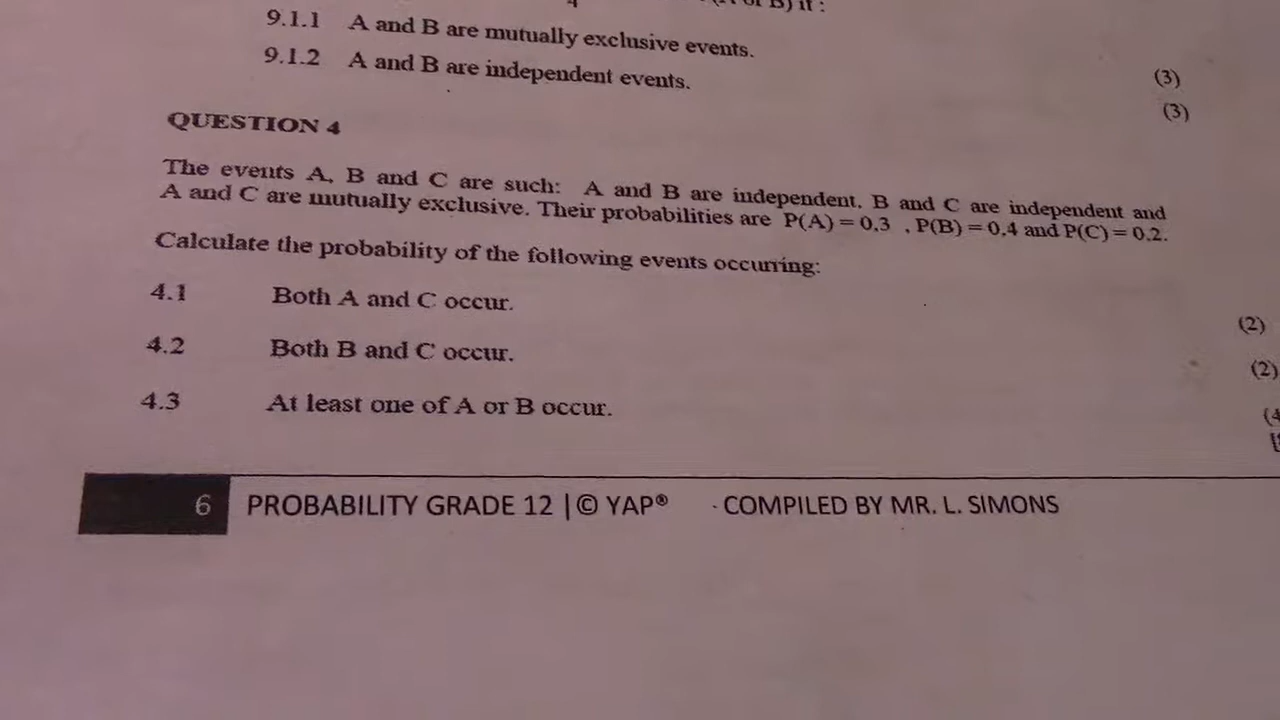 9.1.1 A and B are mutually exclusive events.
9.1.2 A and B are independent events.
(3)
(3)
QUESTION 4
The events A, B and C are such: A and B are independent, B and C are independent and
A and C are mutually exclusive. Their probabilities are P(A) = 0,3 , P(B) = 0,4 and P(C) = 0,2.
Calculate the probability of the following events occurring:
4.1 Both A and C occur.
(2)
4.2 Both B and C occur.
(2)
4.3 At least one of A or B occur.
(4
6 PROBABILITY GRADE 12 | © YAP® COMPILED BY MR. L. SIMONS